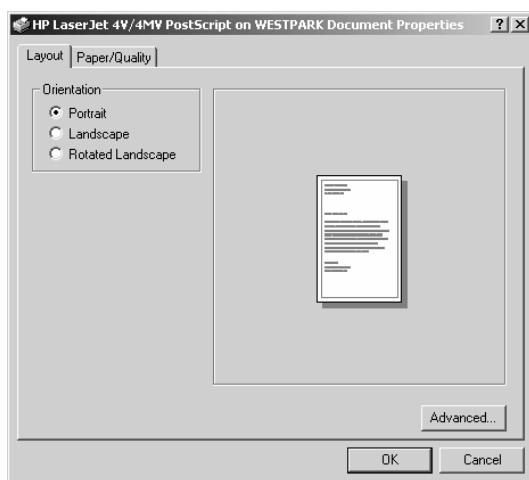 HP LaserJet 4V/4MV PostScript on WESTPARK Document Properties
Layout
Paper/Quality
Orientation
Portrait
Landscape
Rotated Landscape
Advanced...
OK
Cancel